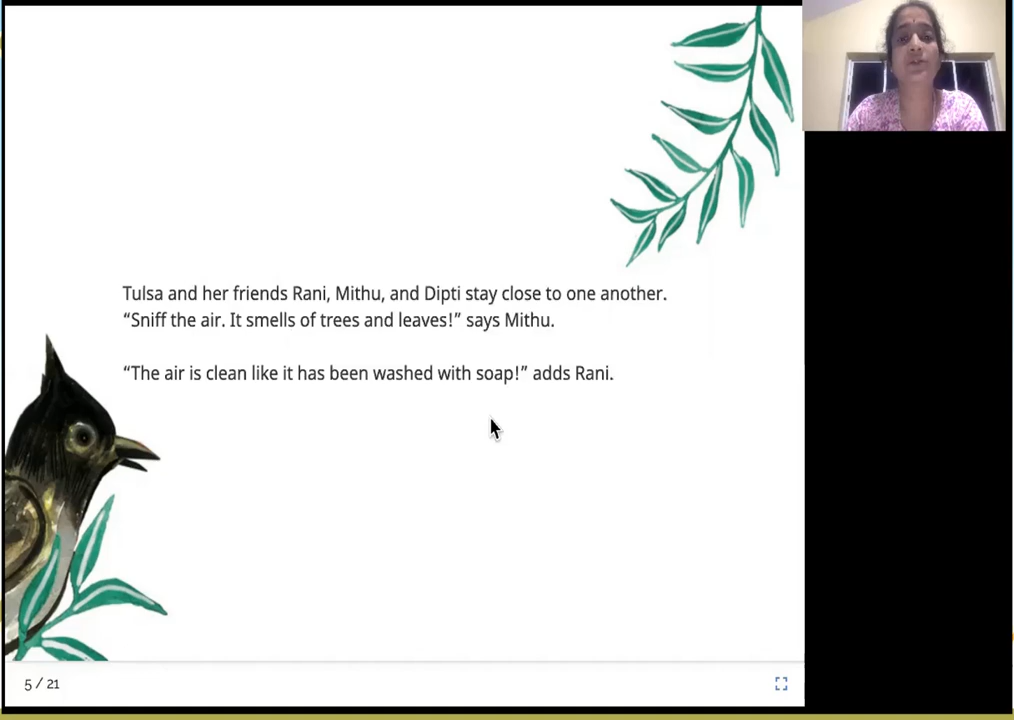 Tulsa and her friends Rani, Mithu, and Dipti stay close to one another.
“Sniff the air. It smells of trees and leaves!” says Mithu.
“The air is clean like it has been washed with soap!” adds Rani.
5 / 21